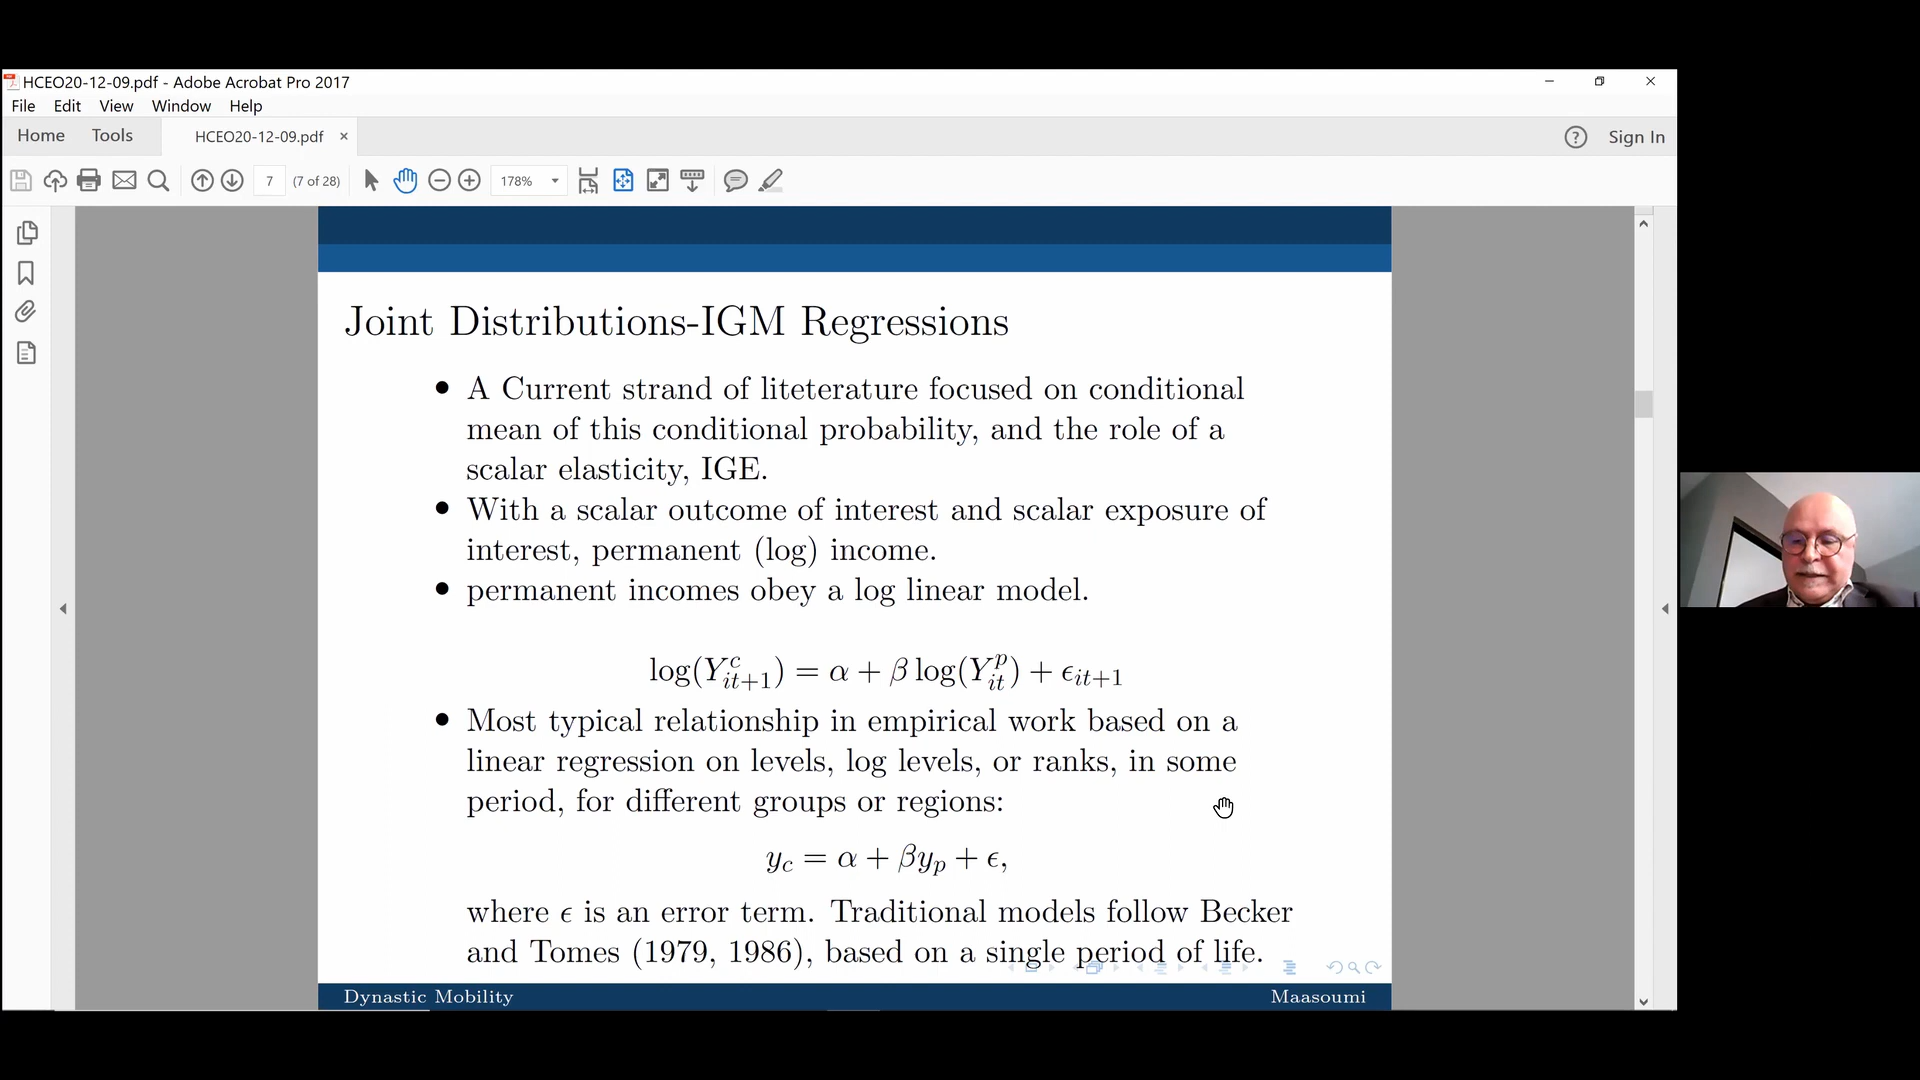 HCEO20-12-09.pdf - Adobe Acrobat Pro 2017
File Edit View Window Help
Home Tools HCEO20-12-09.pdf × ? Sign In
7 (7 of 28) 178%
Joint Distributions-IGM Regressions
• A Current strand of liteterature focused on conditional
mean of this conditional probability, and the role of a
scalar elasticity, IGE.
• With a scalar outcome of interest and scalar exposure of
interest, permanent (log) income.
• permanent incomes obey a log linear model.
log(Y^c_{it+1}) = α + β log(Y^p_{it}) + ϵ_{it+1}
• Most typical relationship in empirical work based on a
linear regression on levels, log levels, or ranks, in some
period, for different groups or regions:
y_c = α + βy_p + ϵ,
where ϵ is an error term. Traditional models follow Becker
and Tomes (1979, 1986), based on a single period of life.
Dynastic Mobility Maasoumi